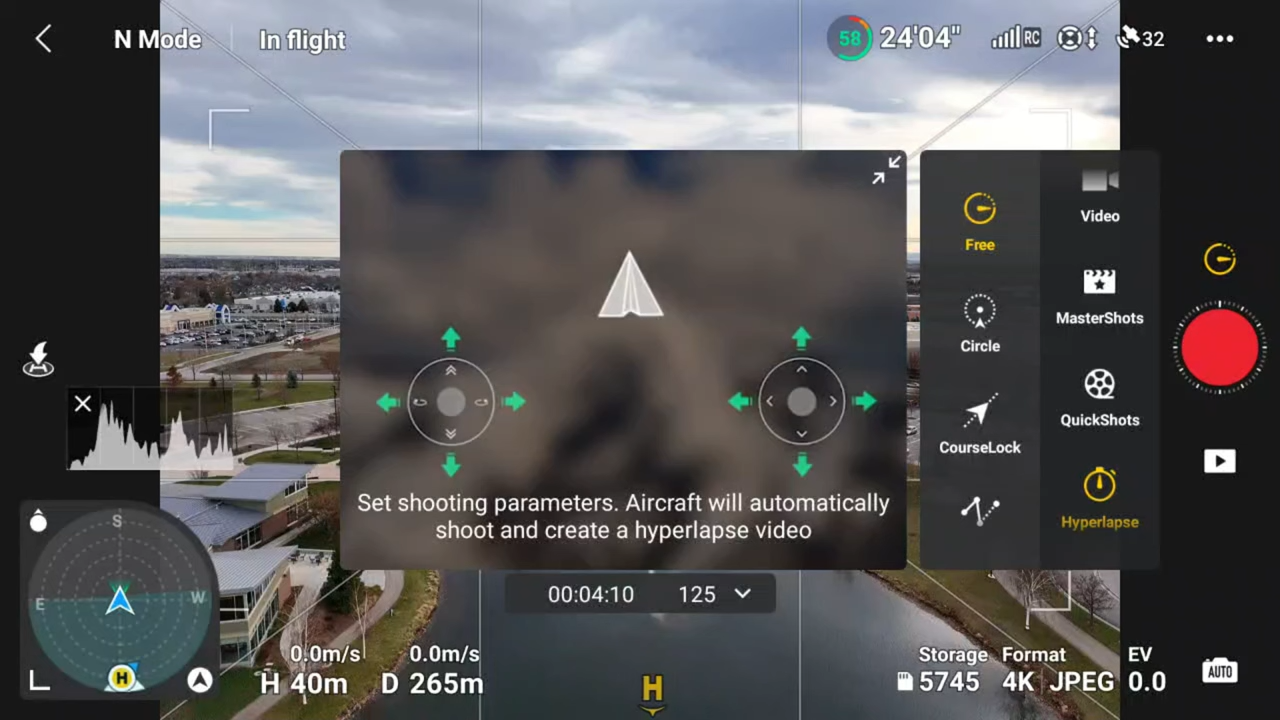 N Mode
In flight
58 24'04" RC 32
Free
Circle
CourseLock
Video
MasterShots
QuickShots
Hyperlapse
Set shooting parameters. Aircraft will automatically
shoot and create a hyperlapse video
00:04:10 125
S
E W
H
0.0m/s 0.0m/s
H 40m D 265m
H
Storage Format EV
5745 4K JPEG 0.0
AUTO